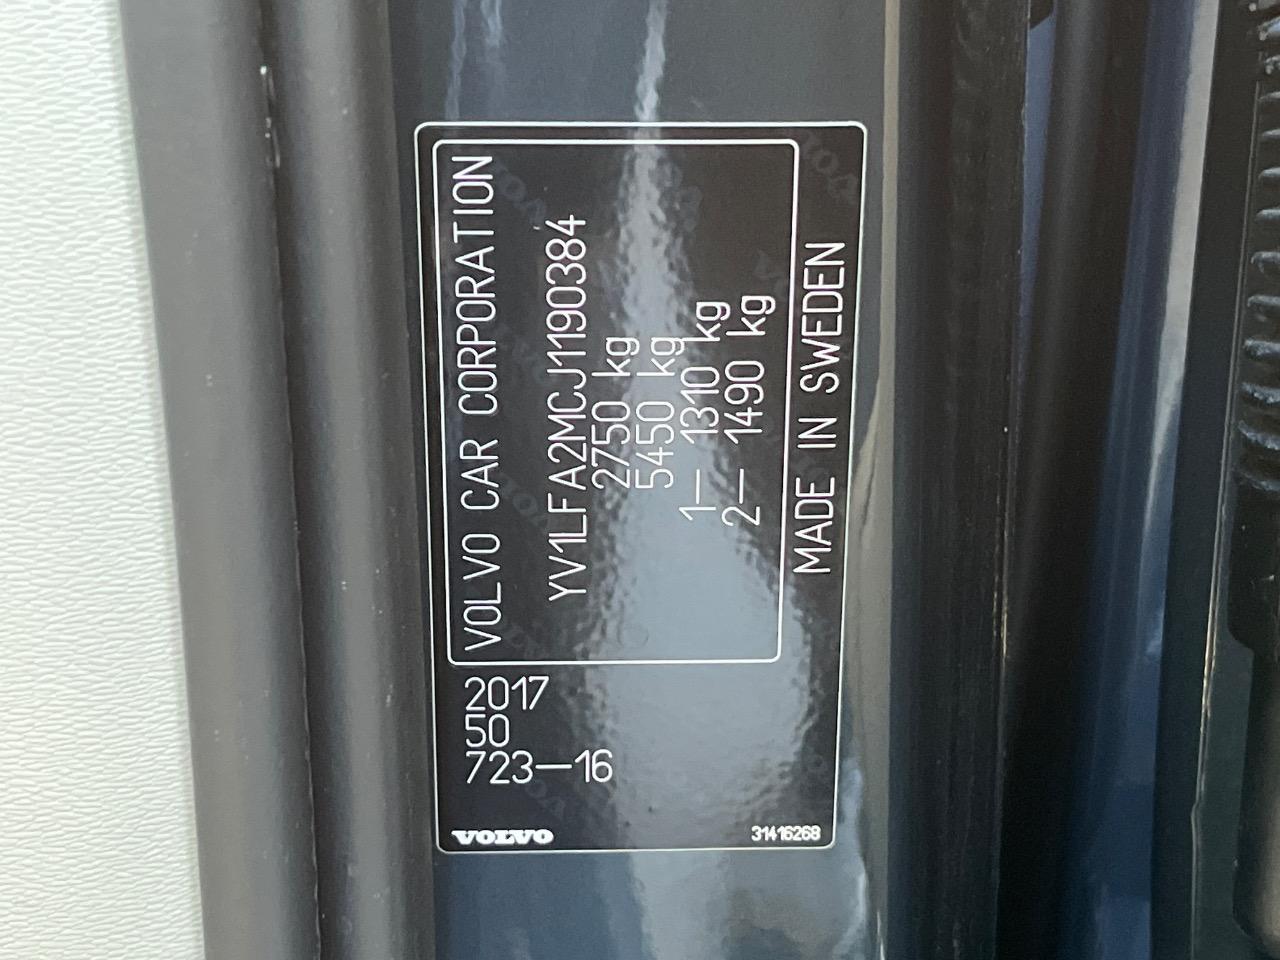 VOLVO CAR CORPORATION
YV1LFA2MCJ1190384
2750 kg
5450 kg
1— 1310 kg
2— 1490 kg
MADE IN SWEDEN
2017
50
723—16
VOLVO
31416268